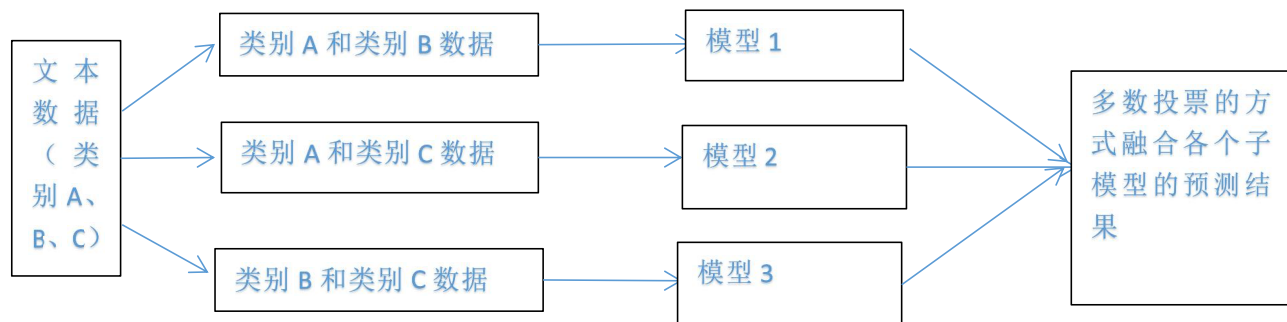 文本
数据
（类
别A、
B、C）
类别A和类别B数据
类别A和类别C数据
类别B和类别C数据
模型1
模型2
模型3
多数投票的方
式融合各个子
模型的预测结
果